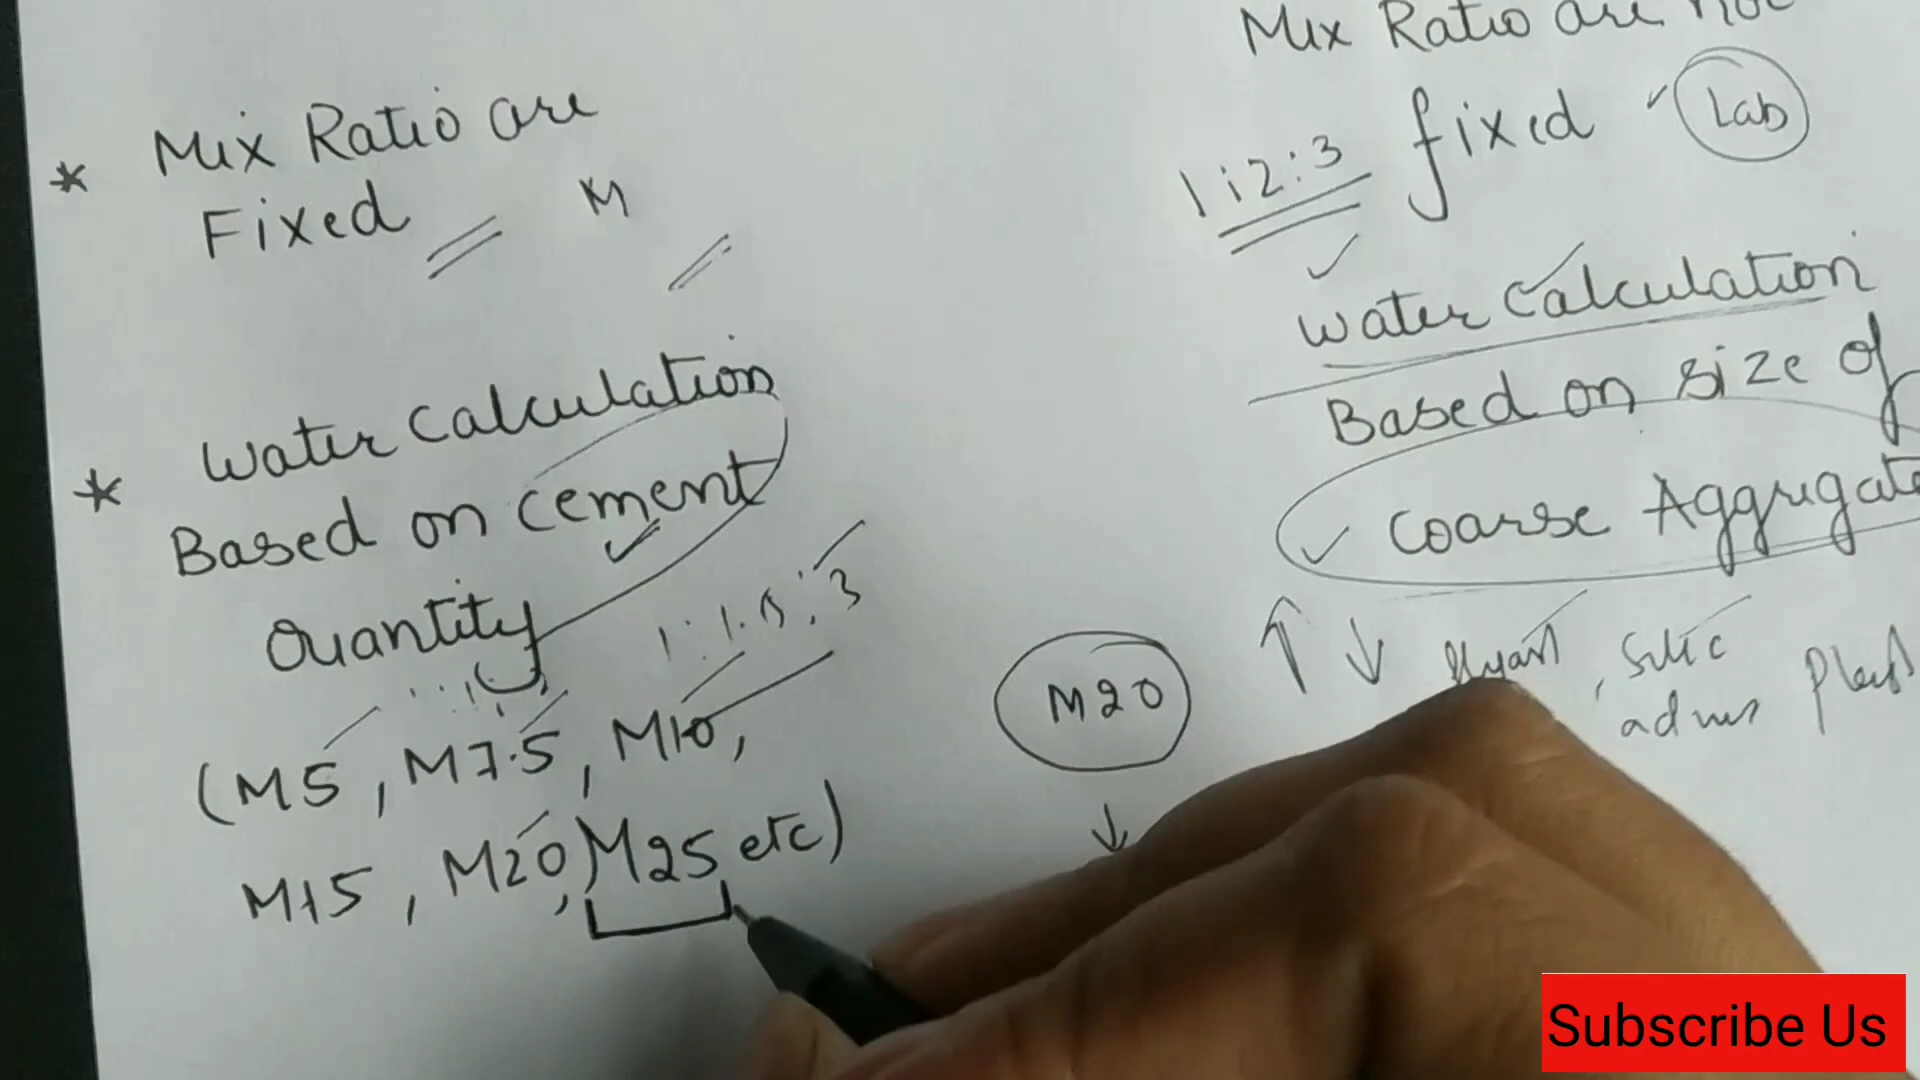 * Mix Ratio are
Fixed
M
* Water Calculation
Based on Cement
Quantity
1:1.5:3
(M5, M7.5, M10,
M15, M20, M25 etc)
Mix Ratio are not
fixed Lab
1:2:3
Water Calculation
Based on size of
Coarse Aggregate
M20
Subscribe Us